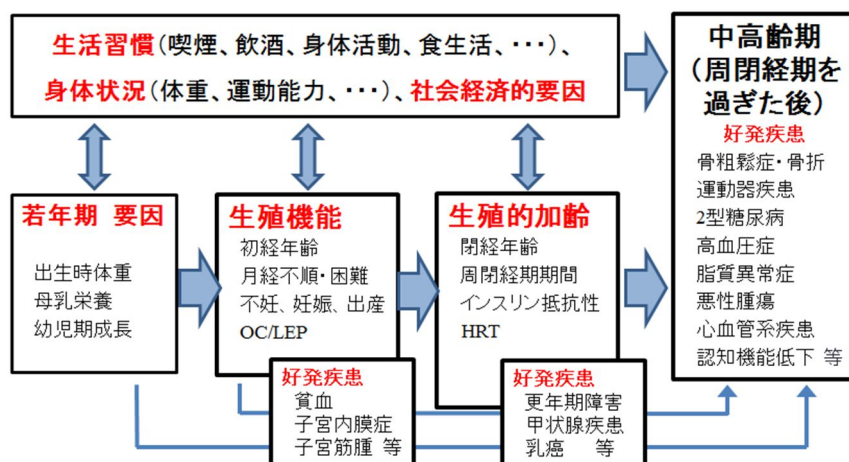 生活習慣(喫煙、飲酒、身体活動、食生活、・・・)、
身体状況(体重、運動能力、・・・)、社会経済的要因
中高齢期
(周閉経期を
過ぎた後)
好発疾患
骨粗鬆症・骨折
運動器疾患
2型糖尿病
高血圧症
脂質異常症
悪性腫瘍
心血管系疾患
認知機能低下 等
若年期 要因
出生時体重
母乳栄養
幼児期成長
生殖機能
初経年齢
月経不順・困難
不妊、妊娠、出産
OC/LEP
好発疾患
貧血
子宮内膜症
子宮筋腫 等
生殖的加齢
閉経年齢
周閉経期期間
インスリン抵抗性
HRT
好発疾患
更年期障害
甲状腺疾患
乳癌 等